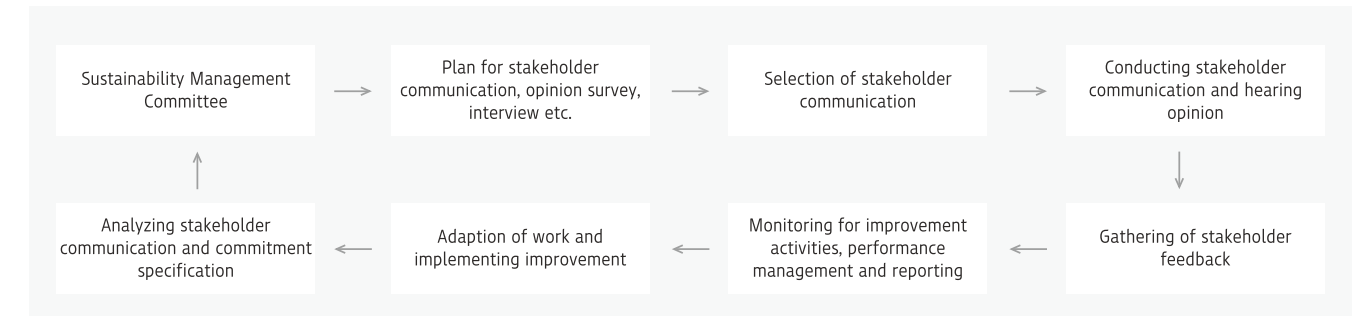 Sustainability Management
Committee
Plan for stakeholder
communication, opinion survey,
interview etc.
Selection of stakeholder
communication
Conducting stakeholder
communication and hearing
opinion
Analyzing stakeholder
communication and commitment
specification
Adaption of work and
implementing improvement
Monitoring for improvement
activities, performance
management and reporting
Gathering of stakeholder
feedback